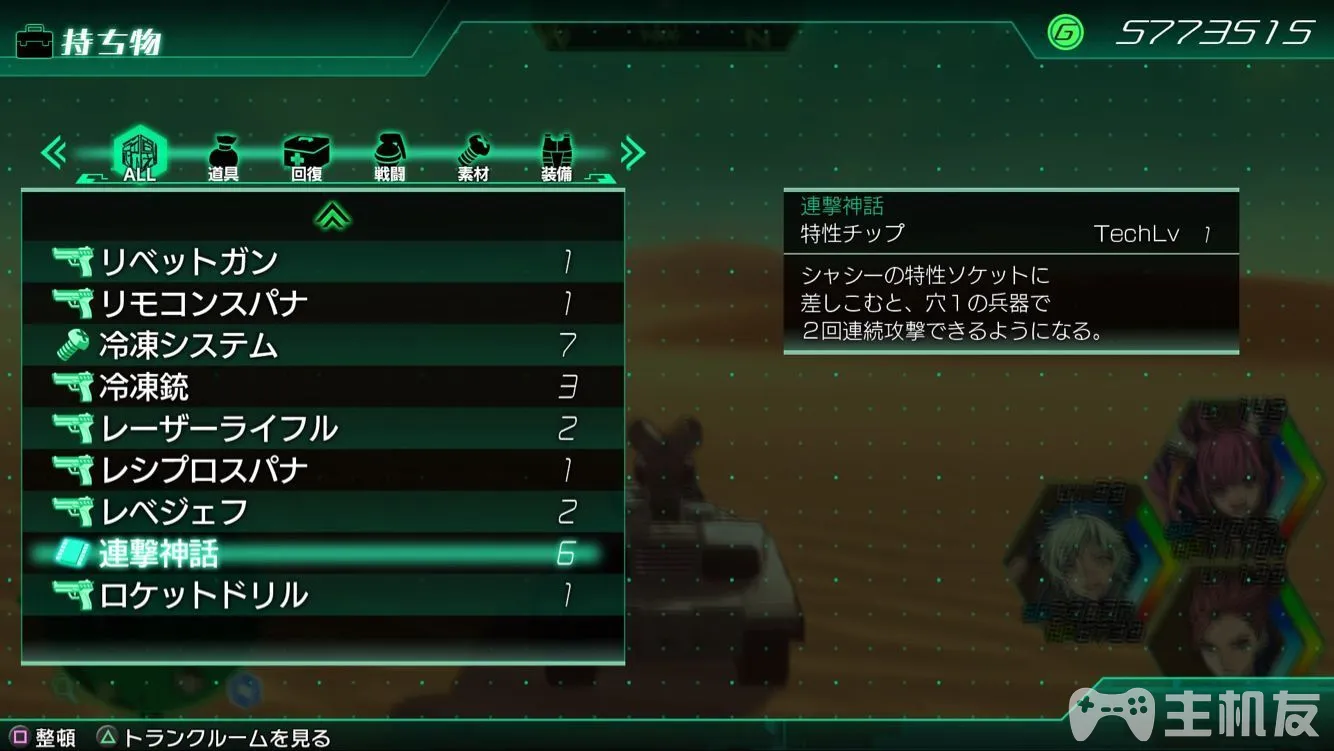 持ち物
G 5773515
ALL 道具 回復 戦闘 素材 装備
リベットガン 1
リモコンスパナ 1
冷凍システム 7
冷凍銃 3
レーザーライフル 2
レシプロスパナ 1
レベジェフ 2
連撃神話 6
ロケットドリル 1
連撃神話
特性チップ TechLv 1
シャシーの特性ソケットに
差しこむと、穴1の兵器で
2回連続攻撃できるようになる。
整頓 トランクルームを見る
主机友